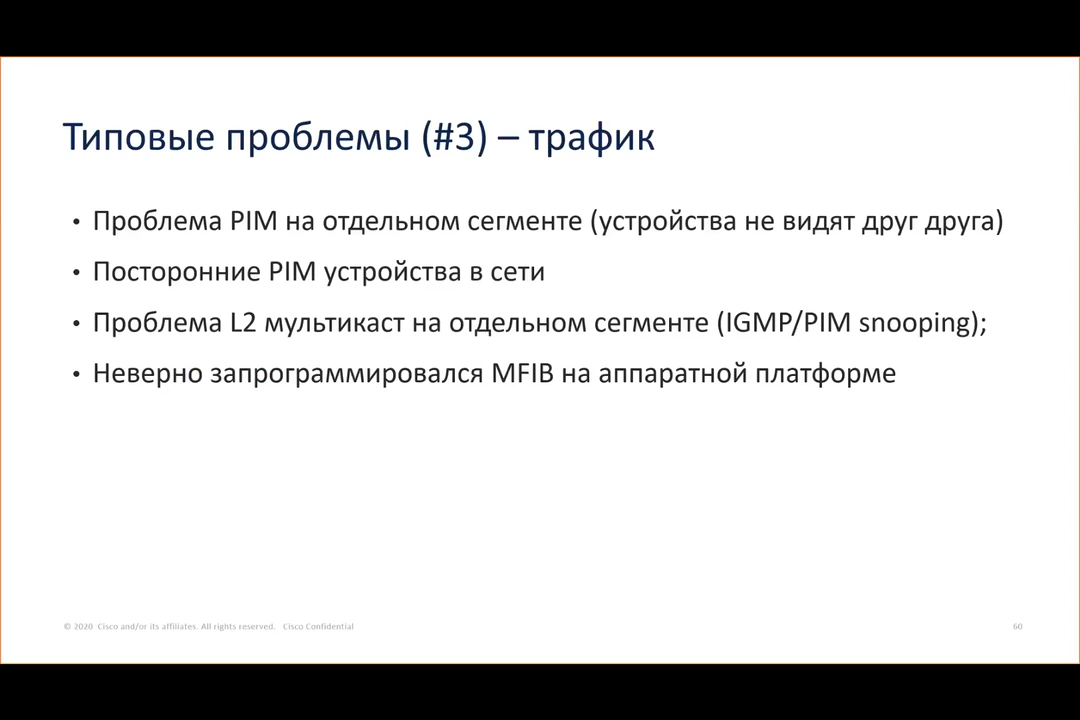 Типовые проблемы (#3) – трафик
• Проблема PIM на отдельном сегменте (устройства не видят друг друга)
• Посторонние PIM устройства в сети
• Проблема L2 мультикаст на отдельном сегменте (IGMP/PIM snooping);
• Неверно запрограммировался MFIB на аппаратной платформе
© 2020 Cisco and/or its affiliates. All rights reserved. Cisco Confidential
60